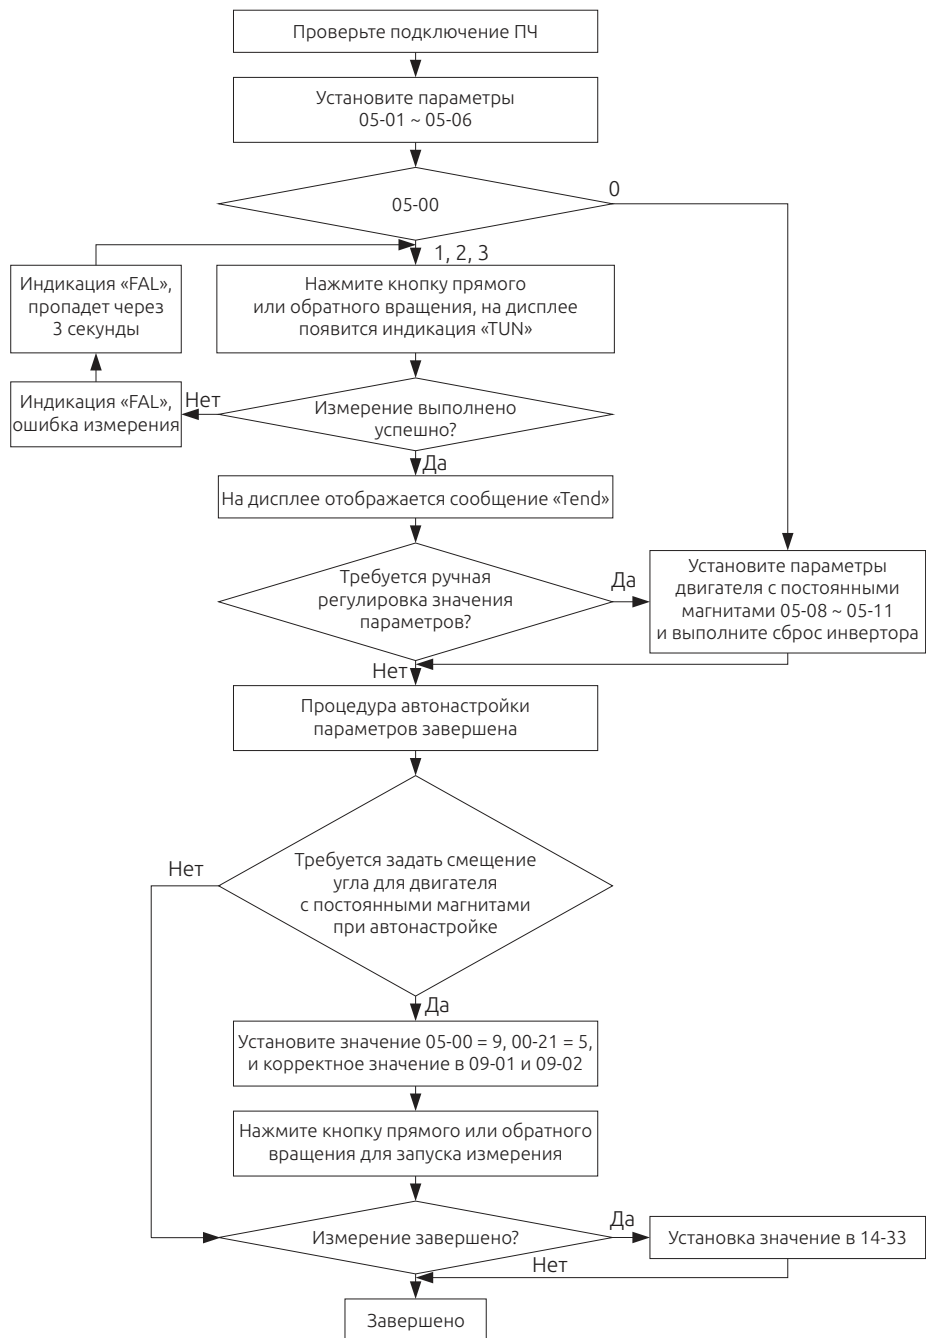 Проверьте подключение ПЧ
Установите параметры
05-01 ~ 05-06
0
05-00
1, 2, 3
Индикация «FAL»,
пропадет через
3 секунды
Нажмите кнопку прямого
или обратного вращения, на дисплее
появится индикация «TUN»
Индикация «FAL»,
ошибка измерения
Нет
Измерение выполнено
успешно?
Да
На дисплее отображается сообщение «Tend»
Требуется ручная
регулировка значения
параметров?
Да
Установите параметры
двигателя с постоянными
магнитами 05-08 ~ 05-11
и выполните сброс инвертора
Нет
Процедура автонастройки
параметров завершена
Нет
Требуется задать смещение
угла для двигателя
с постоянными магнитами
при автонастройке
Да
Установите значение 05-00 = 9, 00-21 = 5,
и корректное значение в 09-01 и 09-02
Нажмите кнопку прямого или обратного
вращения для запуска измерения
Измерение завершено?
Да
Установка значение в 14-33
Нет
Завершено